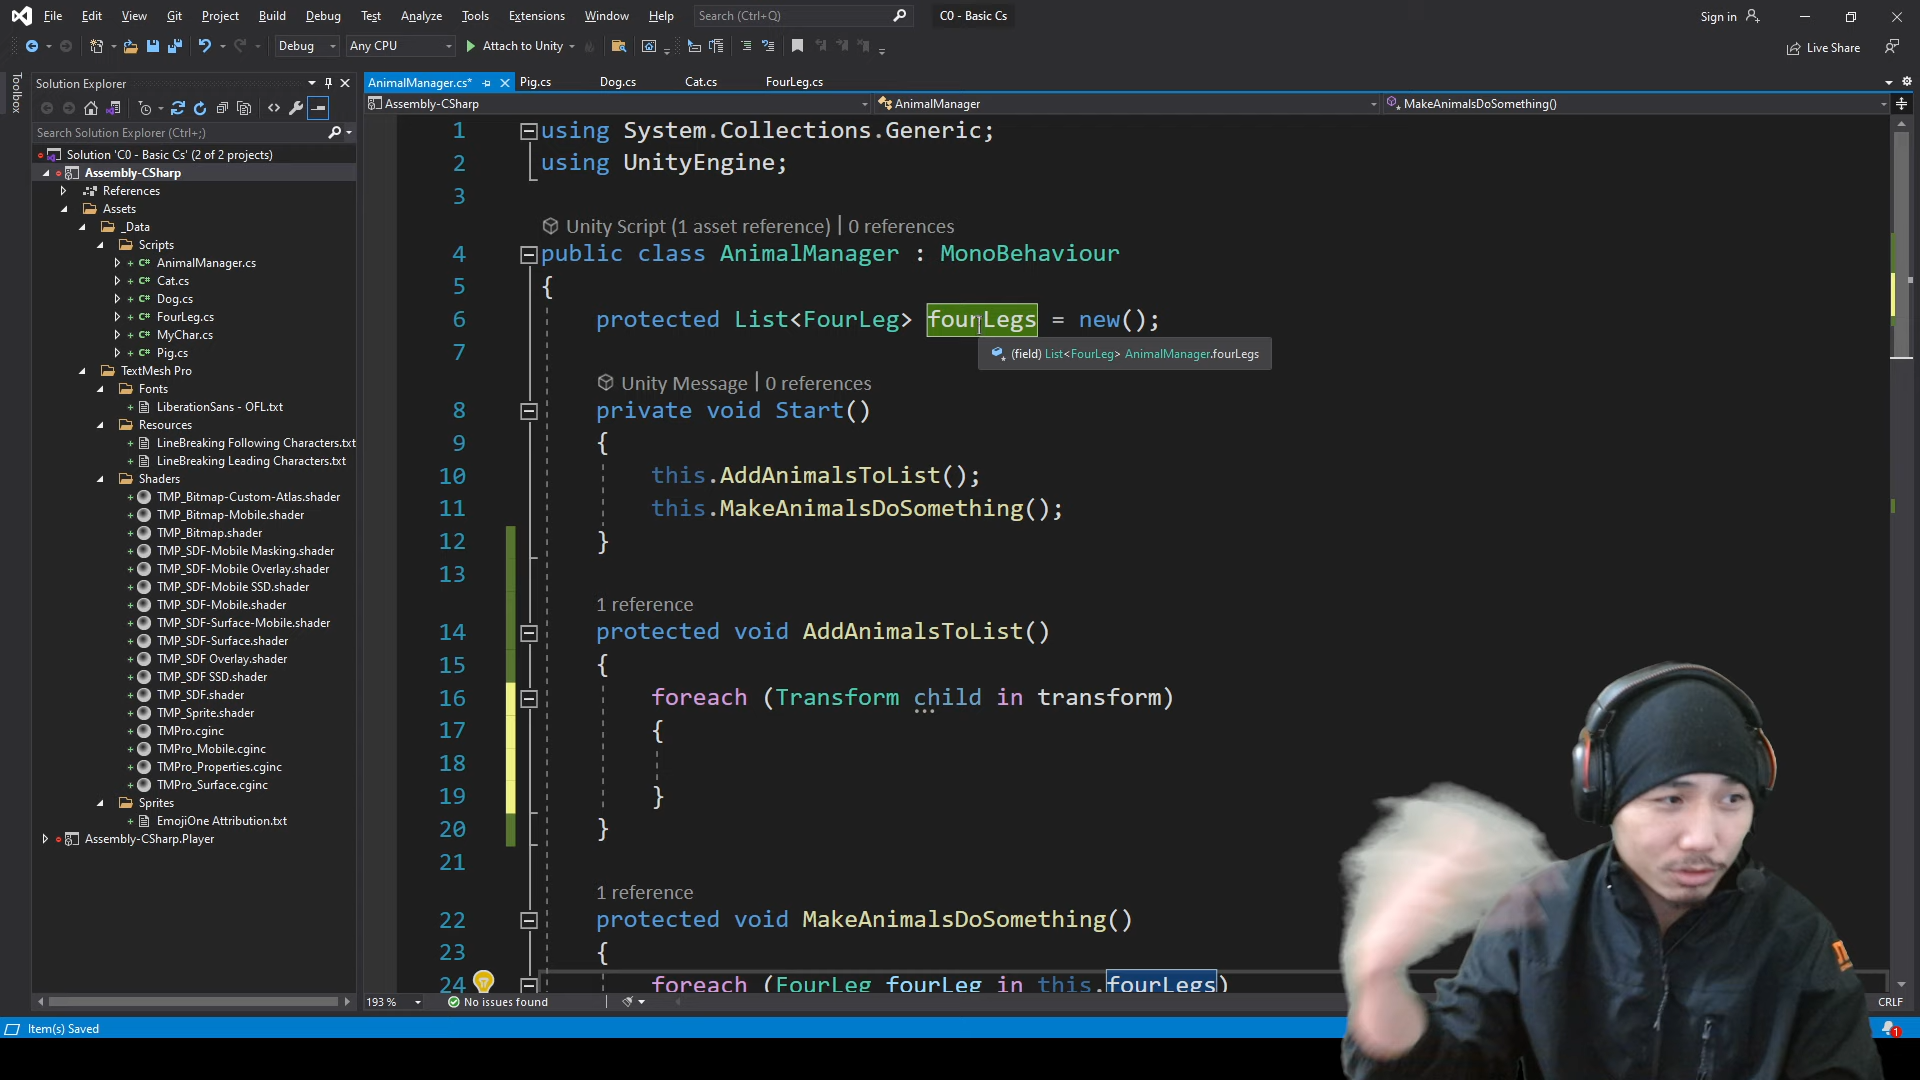 File Edit View Git Project Build Debug Test Analyze Tools Extensions Window Help Search (Ctrl+Q) C0 - Basic Cs Sign in
Debug Any CPU Attach to Unity Live Share
Toolbox
Solution Explorer
Search Solution Explorer (Ctrl+;)
Solution 'C0 - Basic Cs' (2 of 2 projects)
Assembly-CSharp
References
Assets
_Data
Scripts
C# AnimalManager.cs
C# Cat.cs
C# Dog.cs
C# FourLeg.cs
C# MyChar.cs
C# Pig.cs
TextMesh Pro
Fonts
LiberationSans - OFL.txt
Resources
LineBreaking Following Characters.txt
LineBreaking Leading Characters.txt
Shaders
TMP_Bitmap-Custom-Atlas.shader
TMP_Bitmap-Mobile.shader
TMP_Bitmap.shader
TMP_SDF-Mobile Masking.shader
TMP_SDF-Mobile Overlay.shader
TMP_SDF-Mobile SSD.shader
TMP_SDF-Mobile.shader
TMP_SDF-Surface-Mobile.shader
TMP_SDF-Surface.shader
TMP_SDF Overlay.shader
TMP_SDF SSD.shader
TMP_SDF.shader
TMP_Sprite.shader
TMPro.cginc
TMPro_Mobile.cginc
TMPro_Properties.cginc
TMPro_Surface.cginc
Sprites
EmojiOne Attribution.txt
Assembly-CSharp.Player
AnimalManager.cs* Pig.cs Dog.cs Cat.cs FourLeg.cs
Assembly-CSharp AnimalManager MakeAnimalsDoSomething()
1 using System.Collections.Generic;
2 using UnityEngine;
3
Unity Script (1 asset reference) | 0 references
4 public class AnimalManager : MonoBehaviour
5 {
6 protected List<FourLeg> fourLegs = new();
7 (field) List<FourLeg> AnimalManager.fourLegs
Unity Message | 0 references
8 private void Start()
9 {
10 this.AddAnimalsToList();
11 this.MakeAnimalsDoSomething();
12 }
13
1 reference
14 protected void AddAnimalsToList()
15 {
16 foreach (Transform child in transform)
17 {
18
19 }
20 }
21
1 reference
22 protected void MakeAnimalsDoSomething()
23 {
24 foreach (FourLeg fourLeg in this.fourLegs)
193 % No issues found CRLF
Item(s) Saved 1